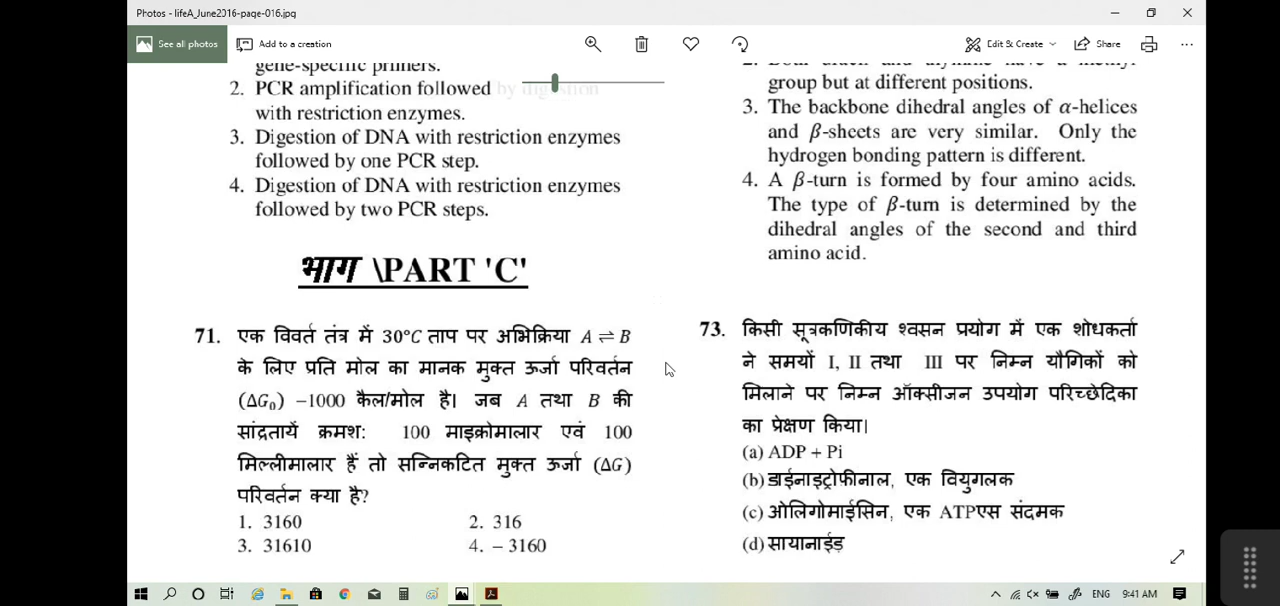 Photos - lifeA_June2016-page-016.jpg
See all photos
Add to a creation
Edit & Create
Share
gene-specific primers.
2. PCR amplification followed by digestion
with restriction enzymes.
3. Digestion of DNA with restriction enzymes
followed by one PCR step.
4. Digestion of DNA with restriction enzymes
followed by two PCR steps.
भाग \PART 'C'
71. एक विवर्त तंत्र में 30°C ताप पर अभिक्रिया A ⇌ B
के लिए प्रति मोल का मानक मुक्त ऊर्जा परिवर्तन
(ΔG₀) −1000 कैल/मोल है। जब A तथा B की
सांद्रतायें क्रमश: 100 माइक्रोमालार एवं 100
मिल्लीमालार हैं तो सन्निकटित मुक्त ऊर्जा (ΔG)
परिवर्तन क्या है?
1. 3160 2. 316
3. 31610 4. − 3160
group but at different positions.
3. The backbone dihedral angles of α-helices
and β-sheets are very similar. Only the
hydrogen bonding pattern is different.
4. A β-turn is formed by four amino acids.
The type of β-turn is determined by the
dihedral angles of the second and third
amino acid.
73. किसी सूत्रकणिकीय श्वसन प्रयोग में एक शोधकर्ता
ने समयों I, II तथा III पर निम्न यौगिकों को
मिलाने पर निम्न ऑक्सीजन उपयोग परिच्छेदिका
का प्रेक्षण किया।
(a) ADP + Pi
(b) डाईनाइट्रोफीनाल, एक वियुगलक
(c) ओलिगोमाईसिन, एक ATPएस संदमक
(d) सायानाईड़
ENG 9:41 AM